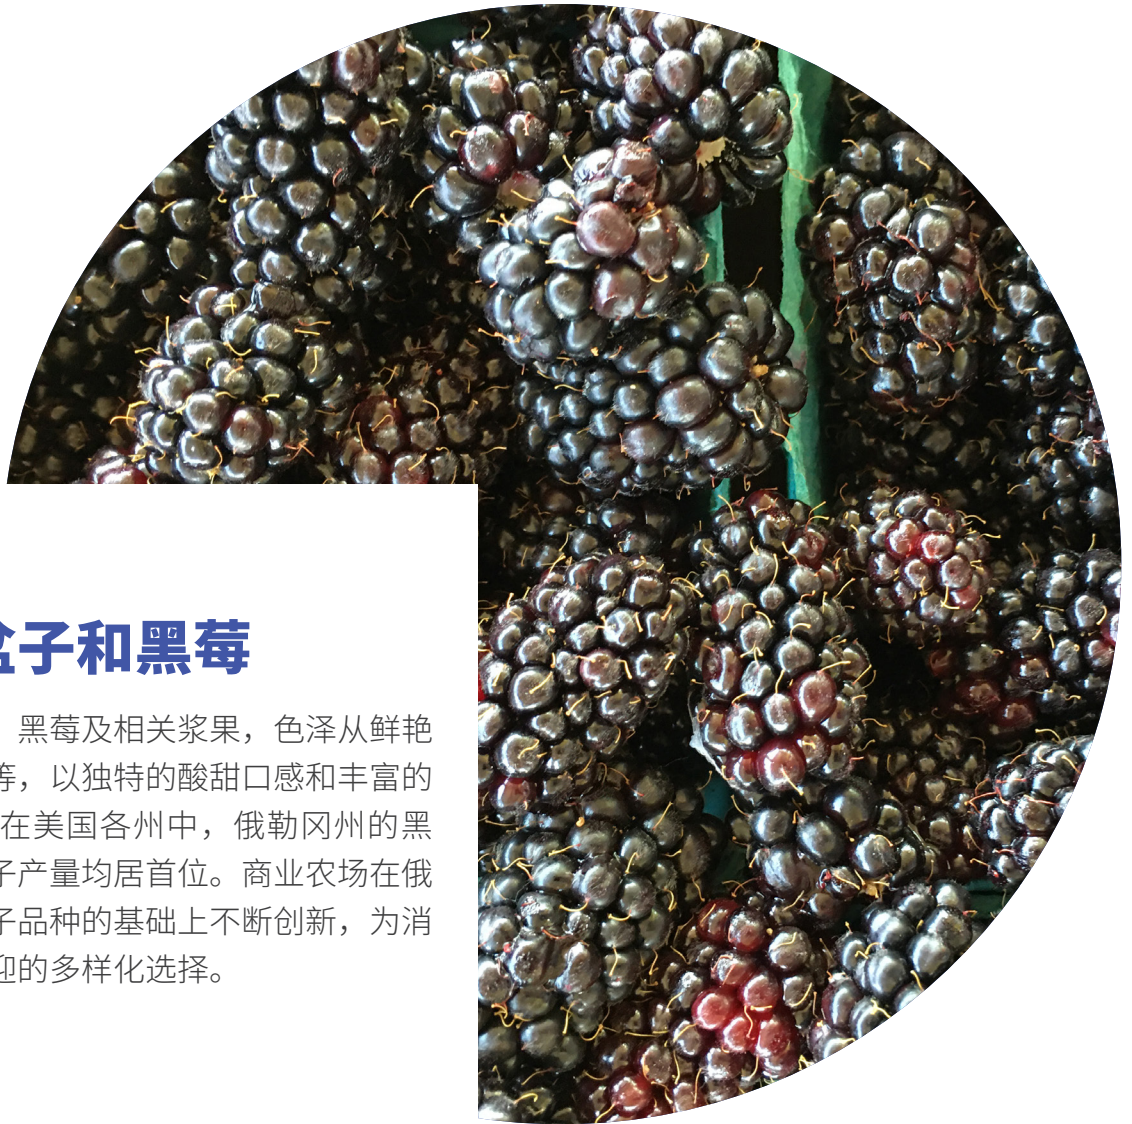 盆子和黑莓
黑莓及相关浆果，色泽从鲜艳
等，以独特的酸甜口感和丰富的
在美国各州中，俄勒冈州的黑
子产量均居首位。商业农场在俄
子品种的基础上不断创新，为消
迎的多样化选择。